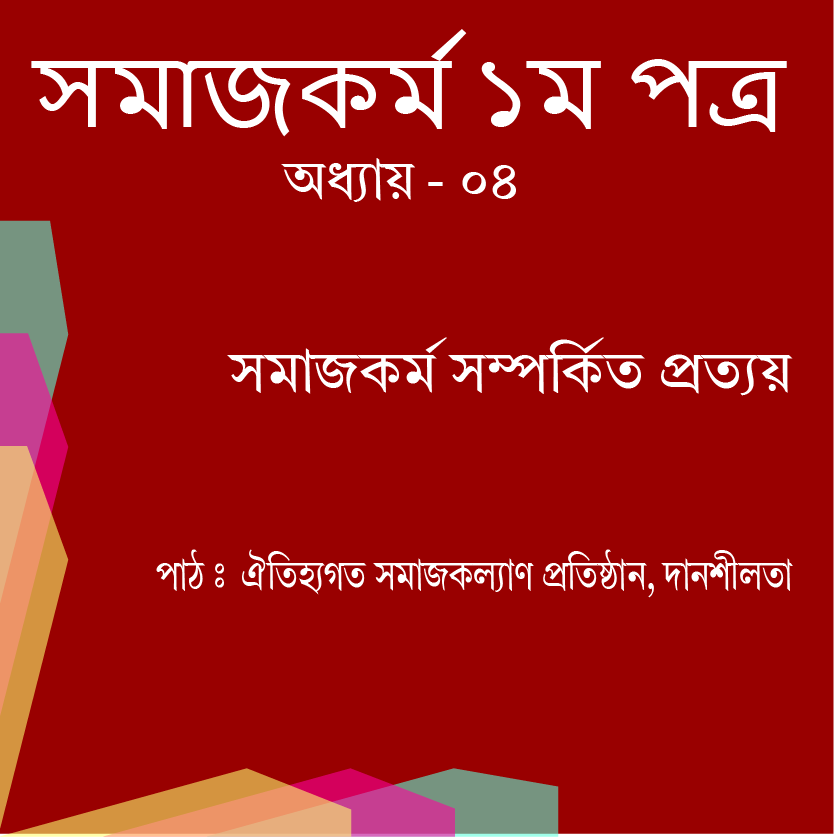 সমাজকর্ম ১ম পত্র
অধ্যায় - ০৪
সমাজকর্ম সম্পর্কিত প্রত্যয়
পাঠ ঃ ঐতিহ্যগত সমাজকল্যাণ প্রতিষ্ঠান, দানশীলতা